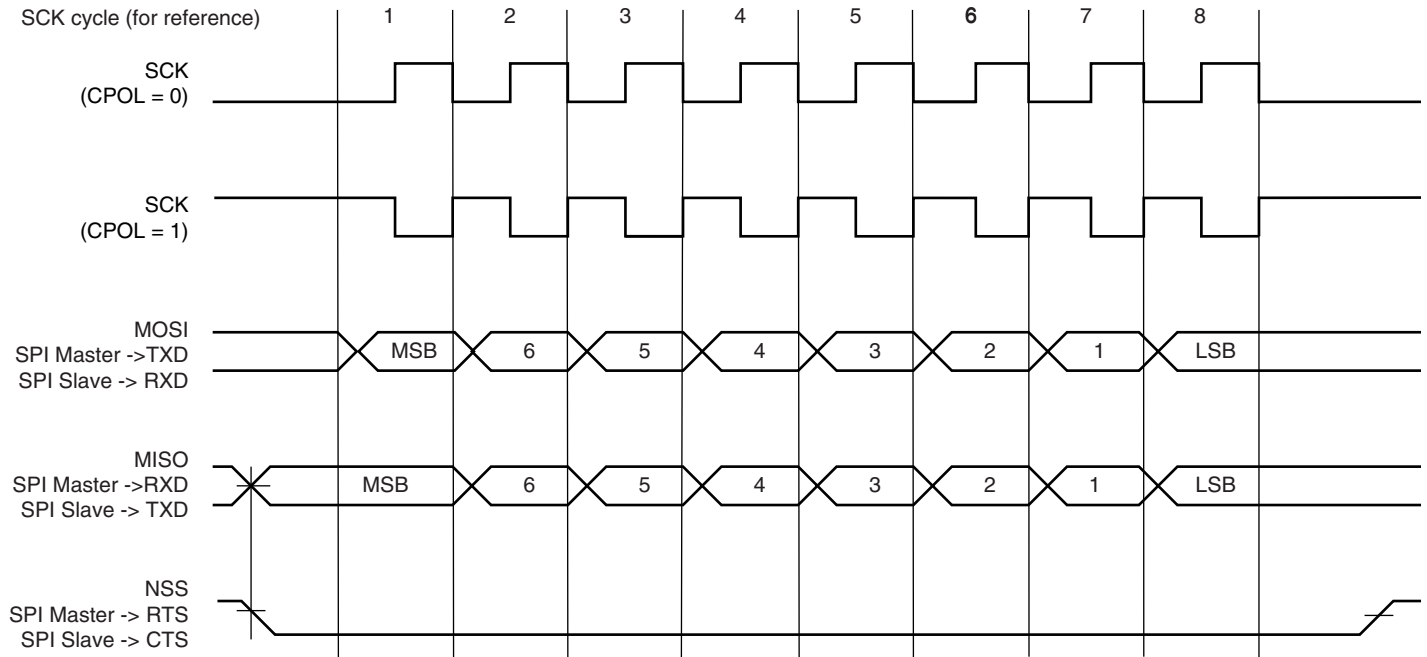 SCK cycle (for reference) 1 2 3 4 5 6 7 8
SCK
(CPOL = 0)
SCK
(CPOL = 1)
MOSI
SPI Master ->TXD
SPI Slave -> RXD
MSB 6 5 4 3 2 1 LSB
MISO
SPI Master ->RXD
SPI Slave -> TXD
MSB 6 5 4 3 2 1 LSB
NSS
SPI Master -> RTS
SPI Slave -> CTS